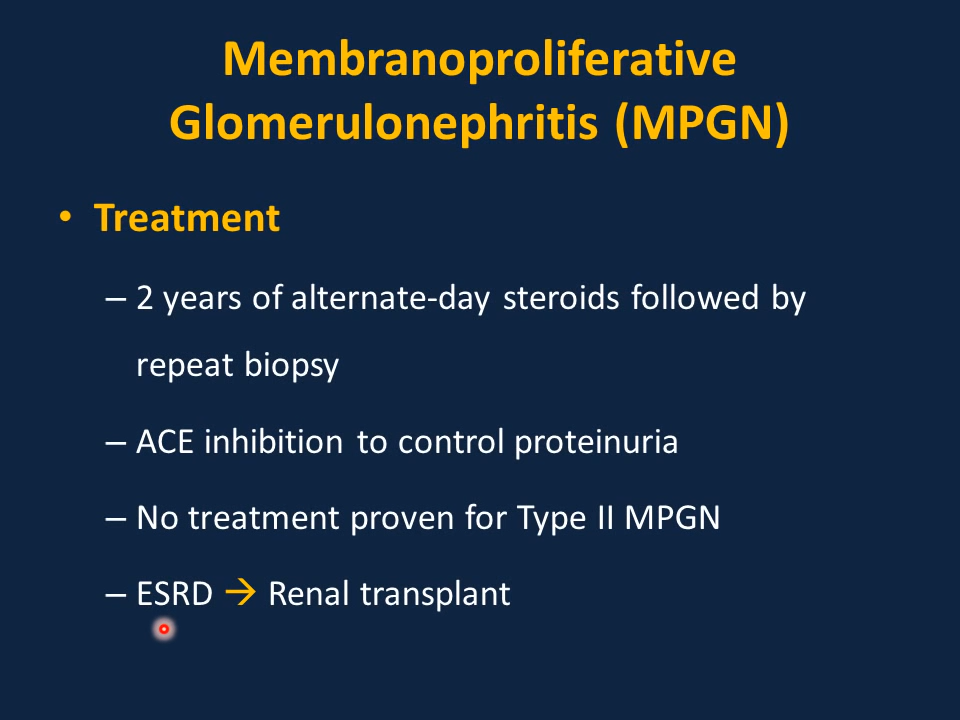 Membranoproliferative
Glomerulonephritis (MPGN)
• Treatment
– 2 years of alternate-day steroids followed by
repeat biopsy
– ACE inhibition to control proteinuria
– No treatment proven for Type II MPGN
– ESRD → Renal transplant